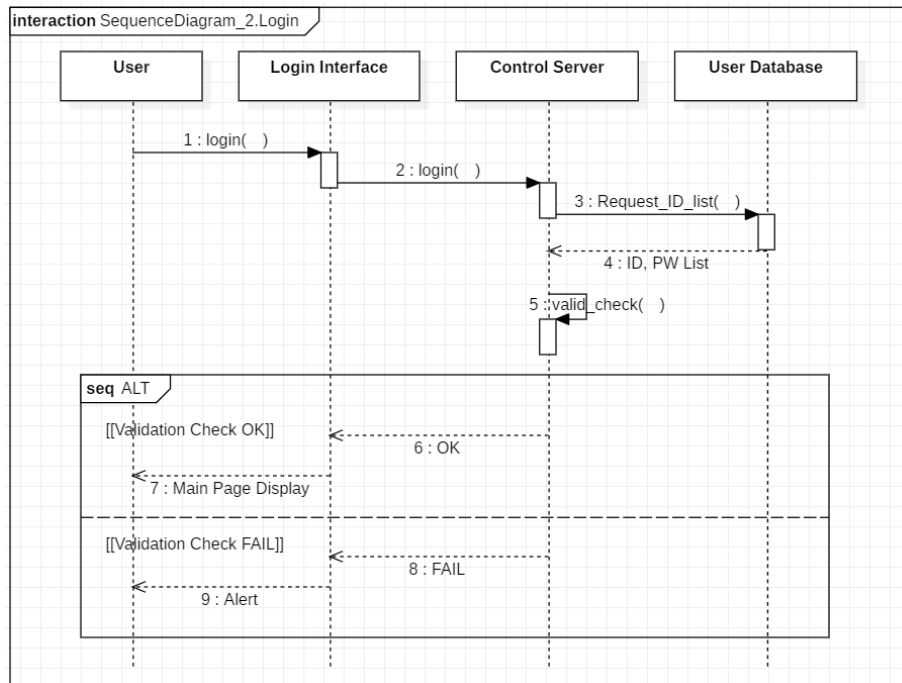 interaction SequenceDiagram_2.Login
User
Login Interface
Control Server
User Database
1 : login(   )
2 : login(   )
3 : Request_ID_list(   )
4 : ID, PW List
5 : valid_check(   )
seq ALT
[[Validation Check OK]]
6 : OK
7 : Main Page Display
[[Validation Check FAIL]]
8 : FAIL
9 : Alert